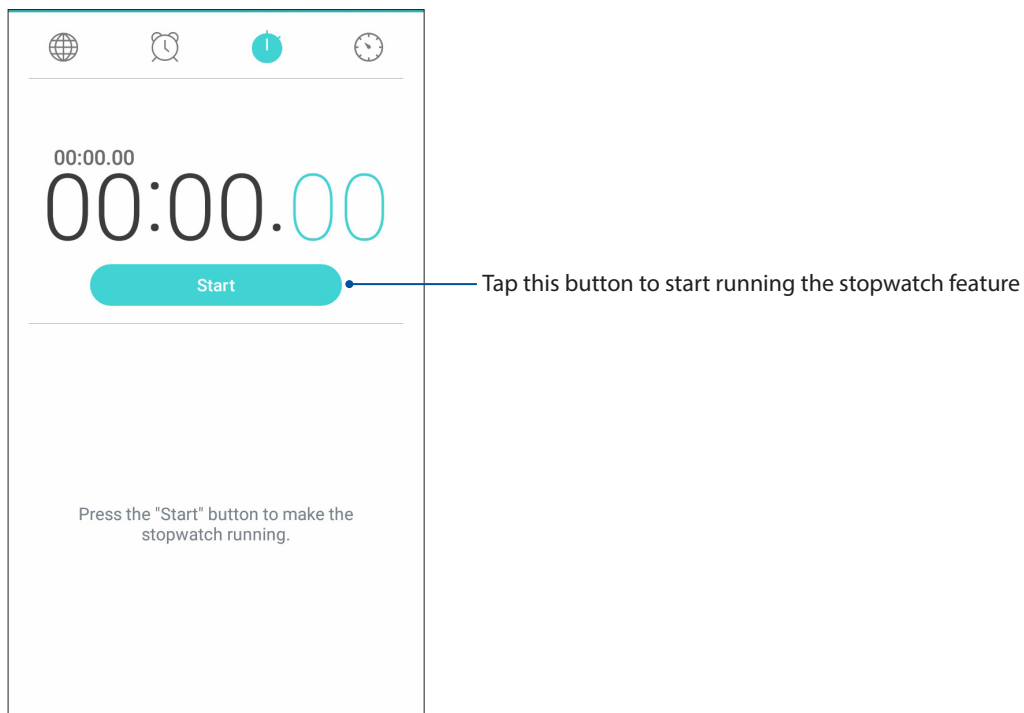 00:00.00
00:00.00
Start
Tap this button to start running the stopwatch feature
Press the "Start" button to make the
stopwatch running.